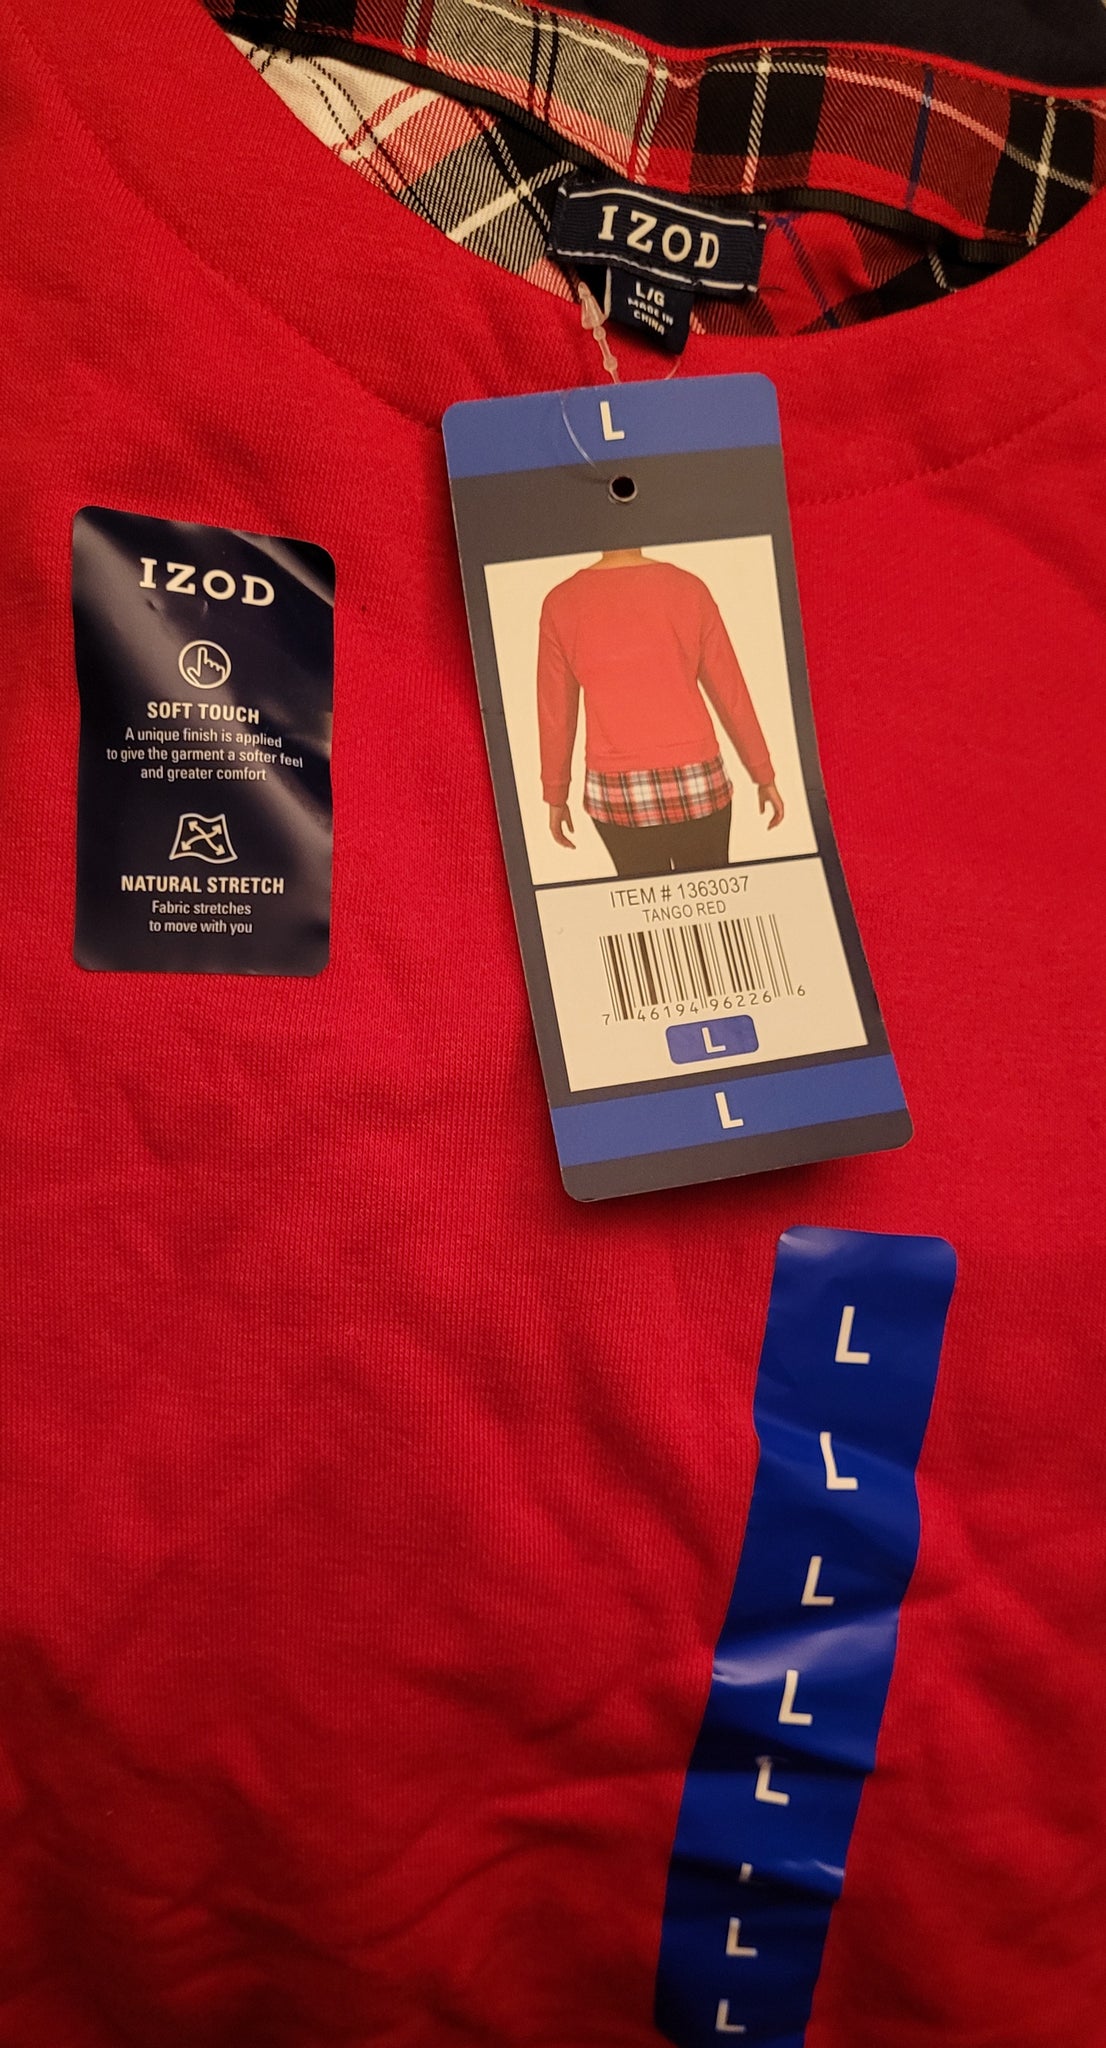 IZOD
L/G
MADE IN
CHINA
L
IZOD
SOFT TOUCH
A unique finish is applied
to give the garment a softer feel
and greater comfort
NATURAL STRETCH
Fabric stretches
to move with you
ITEM # 1363037
TANGO RED
7 46194 96226 6
L
L
L
L
L
L
L
L
L
L